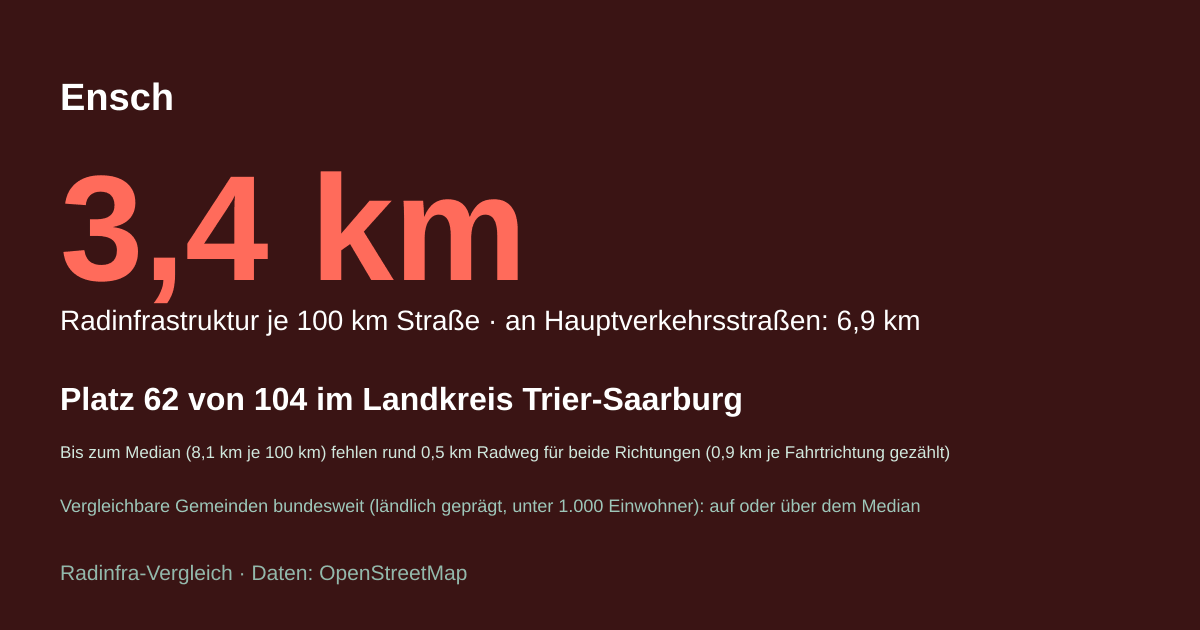 Ensch
3,4 km
Radinfrastruktur je 100 km Straße · an Hauptverkehrsstraßen: 6,9 km
Platz 62 von 104 im Landkreis Trier-Saarburg
Bis zum Median (8,1 km je 100 km) fehlen rund 0,5 km Radweg für beide Richtungen (0,9 km je Fahrtrichtung gezählt)
Vergleichbare Gemeinden bundesweit (ländlich geprägt, unter 1.000 Einwohner): auf oder über dem Median
Radinfra-Vergleich · Daten: OpenStreetMap